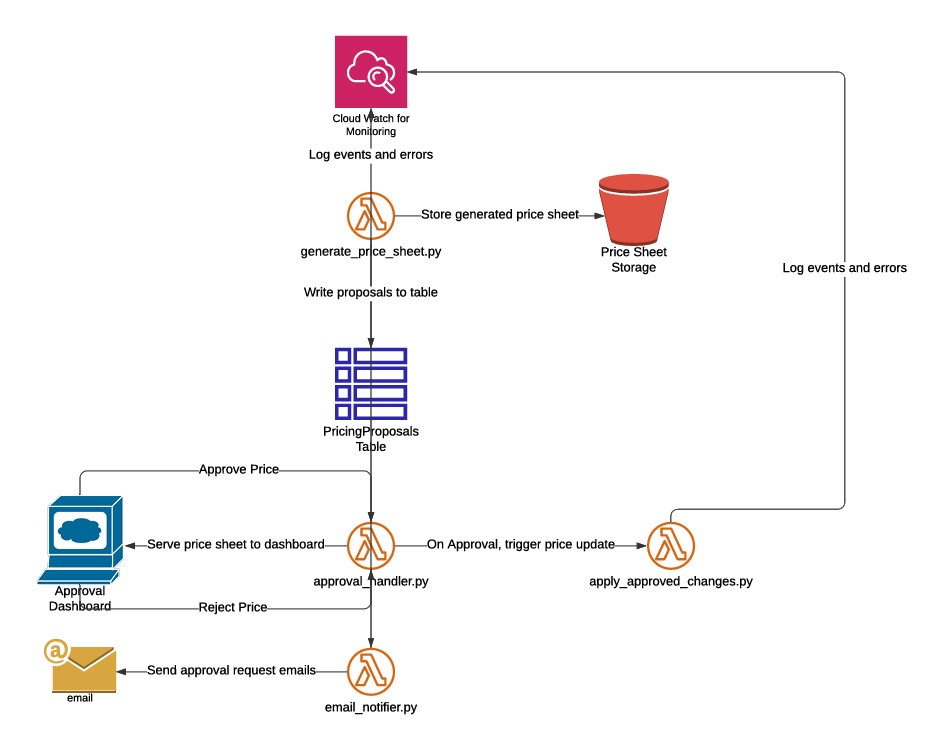 Cloud Watch for
Monitoring
Log events and errors
Store generated price sheet
generate_price_sheet.py
Price Sheet
Storage
Log events and errors
Write proposals to table
PricingProposals
Table
Approve Price
Serve price sheet to dashboard
On Approval, trigger price update
approval_handler.py
apply_approved_changes.py
Approval
Dashboard
Reject Price
@
Send approval request emails
email
email_notifier.py